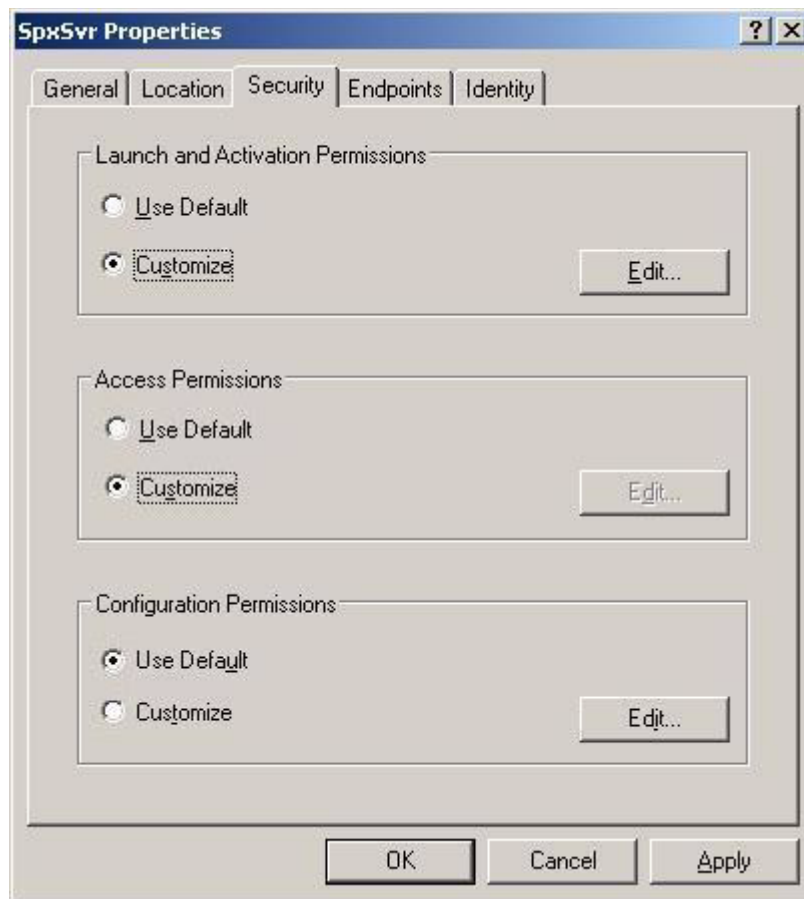 SpxSvr Properties
General Location Security Endpoints Identity
Launch and Activation Permissions
Use Default
Customize
Edit...
Access Permissions
Use Default
Customize
Edit...
Configuration Permissions
Use Default
Customize
Edit...
OK Cancel Apply